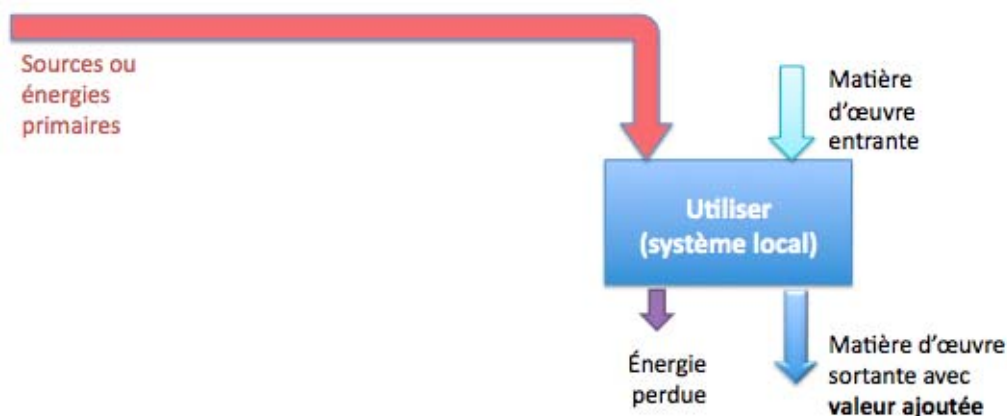 Sources ou
énergies
primaires
Matière
d'œuvre
entrante
Utiliser
(système local)
Énergie
perdue
Matière d'œuvre
sortante avec
valeur ajoutée